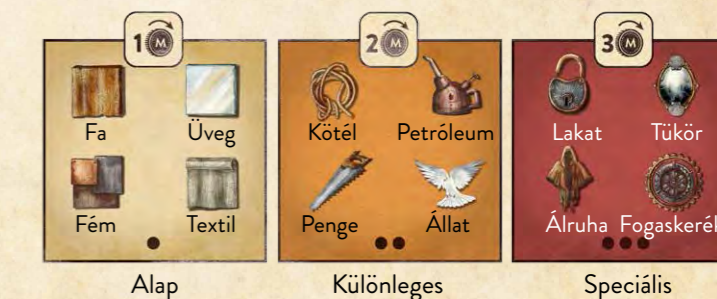 1 M
2 M
3 M
Fa Üveg
Fém Textil
Alap
Kötél Petróleum
Penge Állat
Különleges
Lakat Tükör
Álruha Fogaskerék
Speciális